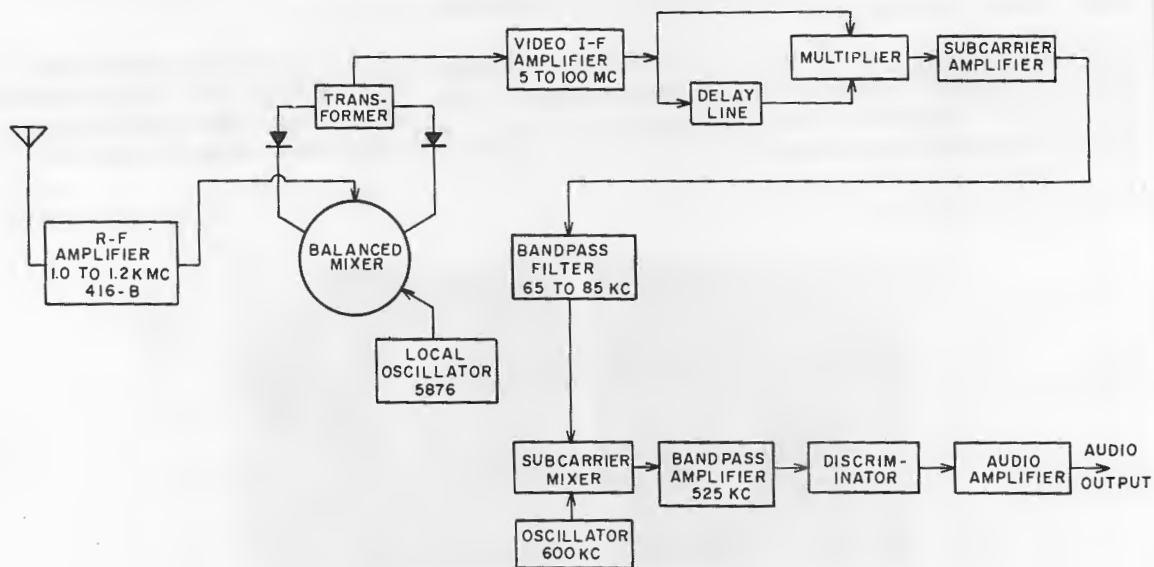 VIDEO I-F
AMPLIFIER
5 TO 100 MC
MULTIPLIER
SUBCARRIER
AMPLIFIER
TRANS-
FORMER
DELAY
LINE
R-F
AMPLIFIER
1.0 TO 1.2 KMC
416-B
BALANCED
MIXER
BANDPASS
FILTER
65 TO 85 KC
LOCAL
OSCILLATOR
5876
SUBCARRIER
MIXER
BANDPASS
AMPLIFIER
525 KC
DISCRIM-
INATOR
AUDIO
AMPLIFIER
AUDIO
OUTPUT
OSCILLATOR
600 KC